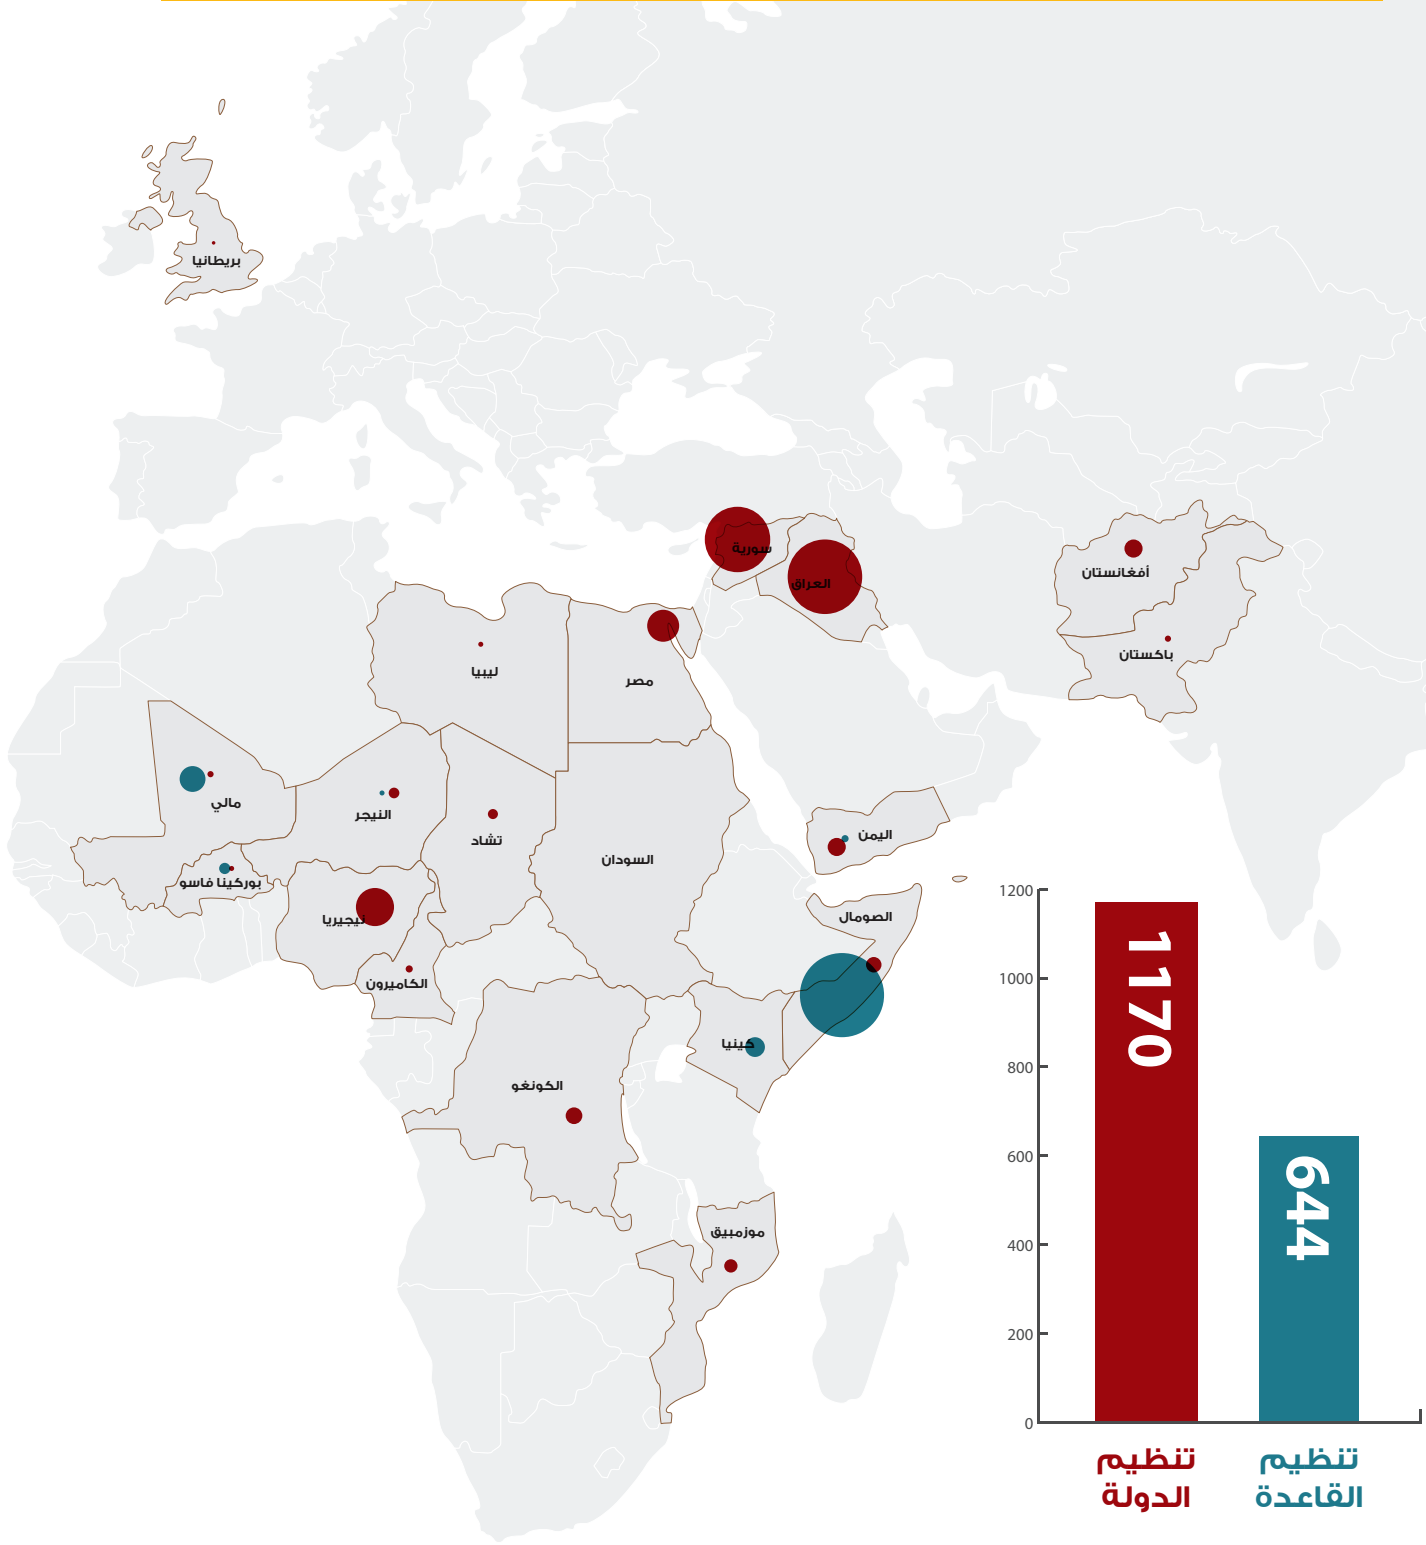 بريطانيا
سورية
العراق
أفغانستان
باكستان
ليبيا
مصر
مالي
النيجر
تشاد
السودان
اليمن
بوركينا فاسو
نيجيريا
الصومال
الكاميرون
كينيا
الكونغو
موزمبيق
1200
1000
800
600
400
200
0
1170
644
تنظيم
الدولة
تنظيم
القاعدة